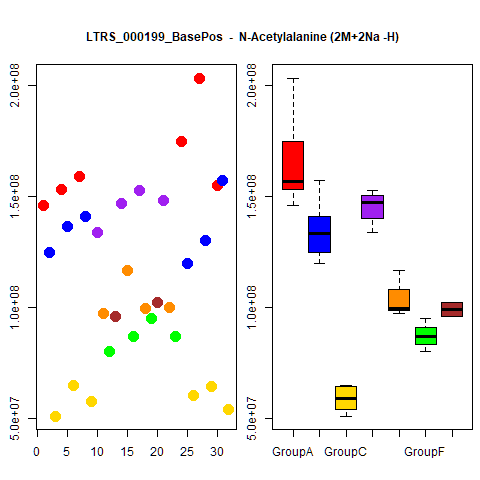 LTRS_000199_BasePos - N-Acetylalanine (2M+2Na -H)
2.0e+08
1.5e+08
1.0e+08
5.0e+07
0 5 10 15 20 25 30
2.0e+08
1.5e+08
1.0e+08
5.0e+07
GroupA GroupC GroupF